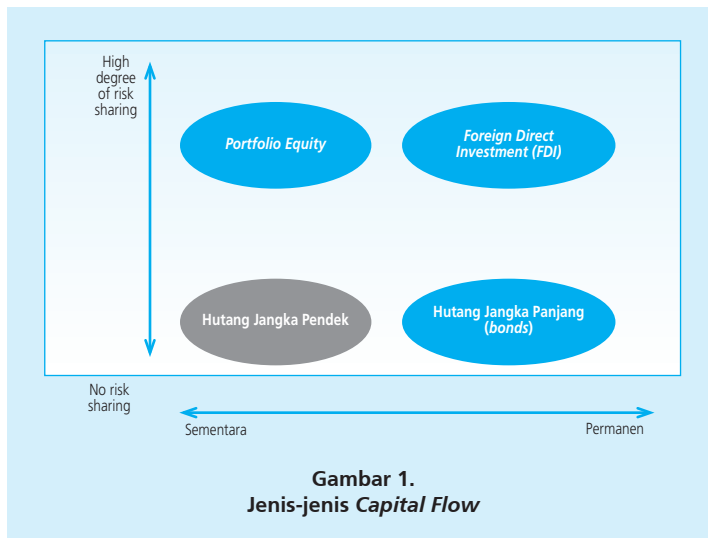 High
degree
of risk
sharing
Portfolio Equity
Foreign Direct
Investment (FDI)
Hutang Jangka Pendek
Hutang Jangka Panjang
(bonds)
No risk
sharing
Sementara
Permanen
Gambar 1.
Jenis-jenis Capital Flow